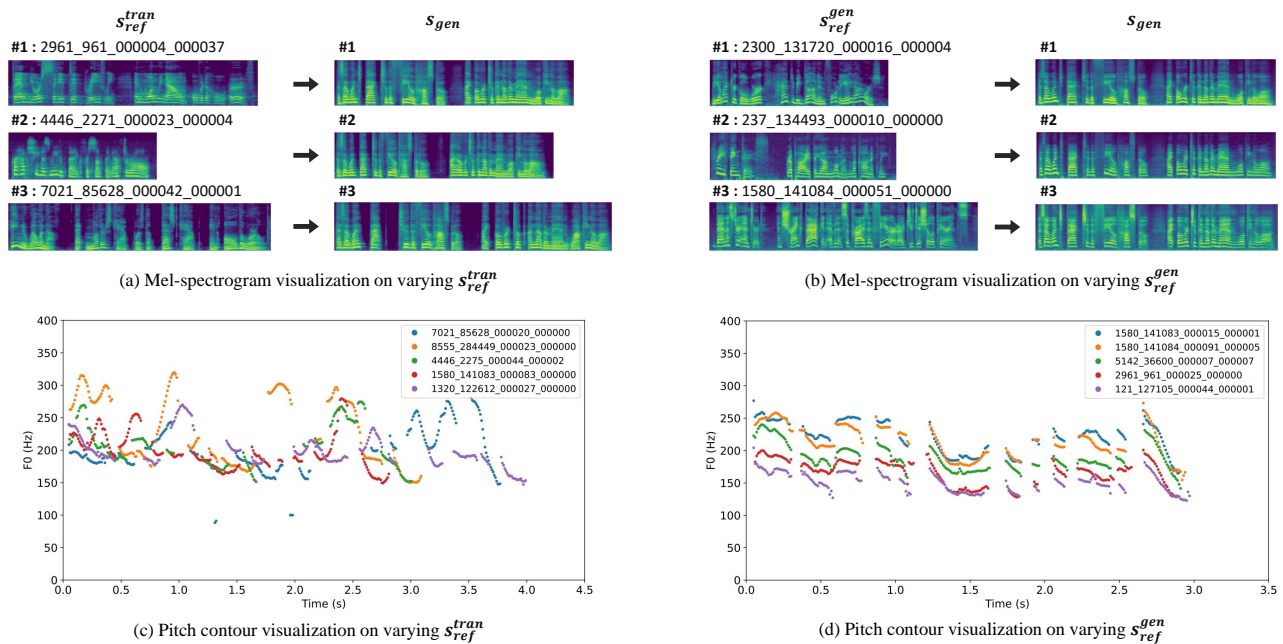 s_ref^tran s_gen
#1 : 2961_961_000004_000037 #1
#2 : 4446_2271_000023_000004 #2
#3 : 7021_85628_000042_000001 #3
(a) Mel-spectrogram visualization on varying s_ref^tran
s_ref^gen s_gen
#1 : 2300_131720_000016_000004 #1
#2 : 237_134493_000010_000000 #2
#3 : 1580_141084_000051_000000 #3
(b) Mel-spectrogram visualization on varying s_ref^gen
400
350
300
250
200
150
100
50
0
F0 (Hz)
7021_85628_000020_000000
8555_284449_000023_000000
4446_2275_000044_000002
1580_141083_000083_000000
1320_122612_000027_000000
0.0 0.5 1.0 1.5 2.0 2.5 3.0 3.5 4.0 4.5
Time (s)
(c) Pitch contour visualization on varying s_ref^tran
400
350
300
250
200
150
100
50
0
F0 (Hz)
1580_141083_000015_000001
1580_141084_000091_000005
5142_36600_000007_000007
2961_961_000025_000000
121_127105_000044_000001
0.0 0.5 1.0 1.5 2.0 2.5 3.0 3.5
Time (s)
(d) Pitch contour visualization on varying s_ref^gen